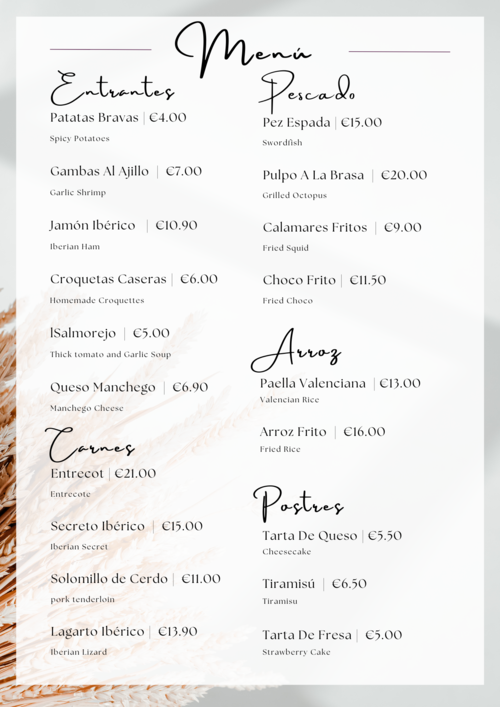 Menú
Entrantes
Patatas Bravas | €4.00
Spicy Potatoes
Gambas Al Ajillo | €7.00
Garlic Shrimp
Jamón Ibérico | €10.90
Iberian Ham
Croquetas Caseras | €6.00
Homemade Croquettes
lSalmorejo | €5.00
Thick tomato and Garlic Soup
Queso Manchego | €6.90
Manchego Cheese
Carnes
Entrecot | €21.00
Entrecote
Secreto Ibérico | €15.00
Iberian Secret
Solomillo de Cerdo | €11.00
pork tenderloin
Lagarto Ibérico | €13.90
Iberian Lizard
Pescado
Pez Espada | €15.00
Swordfish
Pulpo A La Brasa | €20.00
Grilled Octopus
Calamares Fritos | €9.00
Fried Squid
Choco Frito | €11.50
Fried Choco
Arroz
Paella Valenciana | €13.00
Valencian Rice
Arroz Frito | €16.00
Fried Rice
Postres
Tarta De Queso | €5.50
Cheesecake
Tiramisú | €6.50
Tiramisu
Tarta De Fresa | €5.00
Strawberry Cake